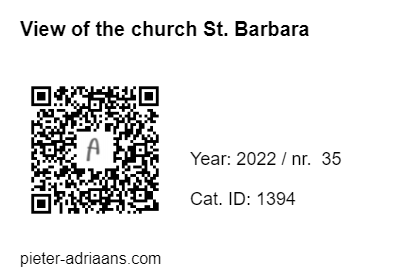 View of the church St. Barbara
A
Year: 2022 / nr. 35
Cat. ID: 1394
pieter-adriaans.com